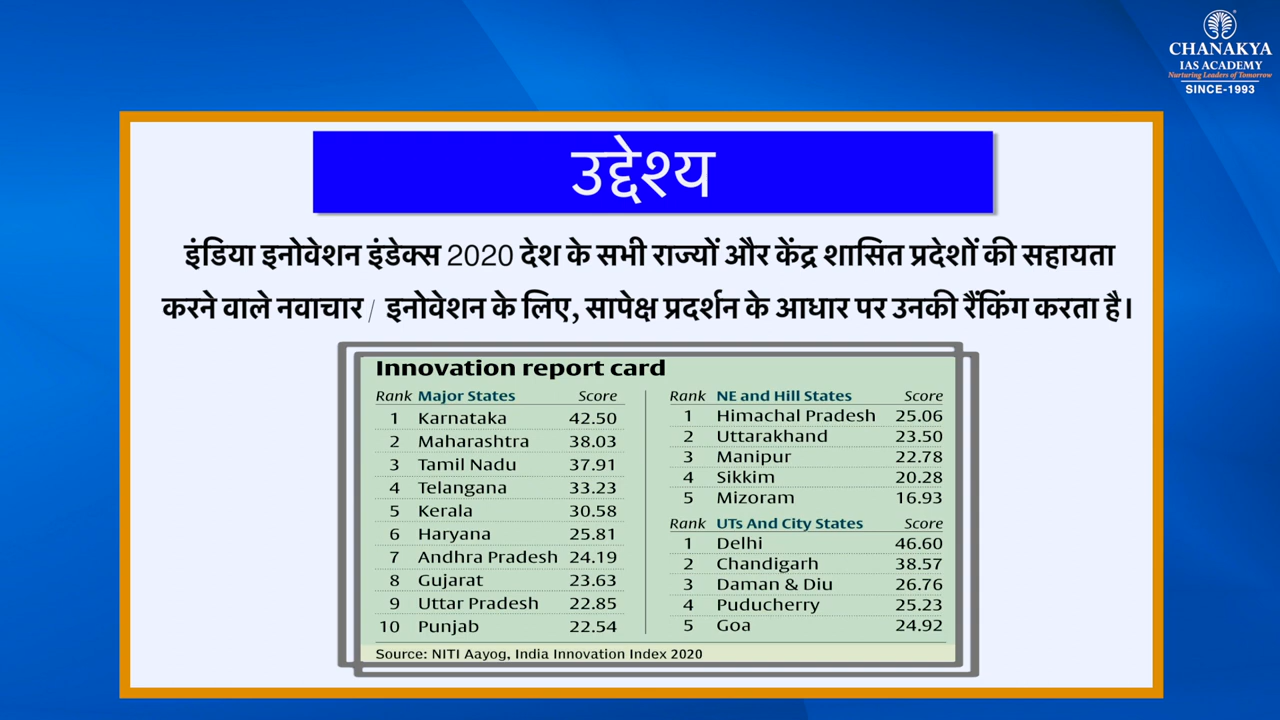 CHANAKYA
IAS ACADEMY
Nurturing Leaders of Tomorrow
SINCE-1993
उद्देश्य
इंडिया इनोवेशन इंडेक्स 2020 देश के सभी राज्यों और केंद्र शासित प्रदेशों की सहायता
करने वाले नवाचार / इनोवेशन के लिए, सापेक्ष प्रदर्शन के आधार पर उनकी रैंकिंग करता है।
Innovation report card
Rank Major States Score
1 Karnataka 42.50
2 Maharashtra 38.03
3 Tamil Nadu 37.91
4 Telangana 33.23
5 Kerala 30.58
6 Haryana 25.81
7 Andhra Pradesh 24.19
8 Gujarat 23.63
9 Uttar Pradesh 22.85
10 Punjab 22.54
Rank NE and Hill States Score
1 Himachal Pradesh 25.06
2 Uttarakhand 23.50
3 Manipur 22.78
4 Sikkim 20.28
5 Mizoram 16.93
Rank UTs And City States Score
1 Delhi 46.60
2 Chandigarh 38.57
3 Daman & Diu 26.76
4 Puducherry 25.23
5 Goa 24.92
Source: NITI Aayog, India Innovation Index 2020